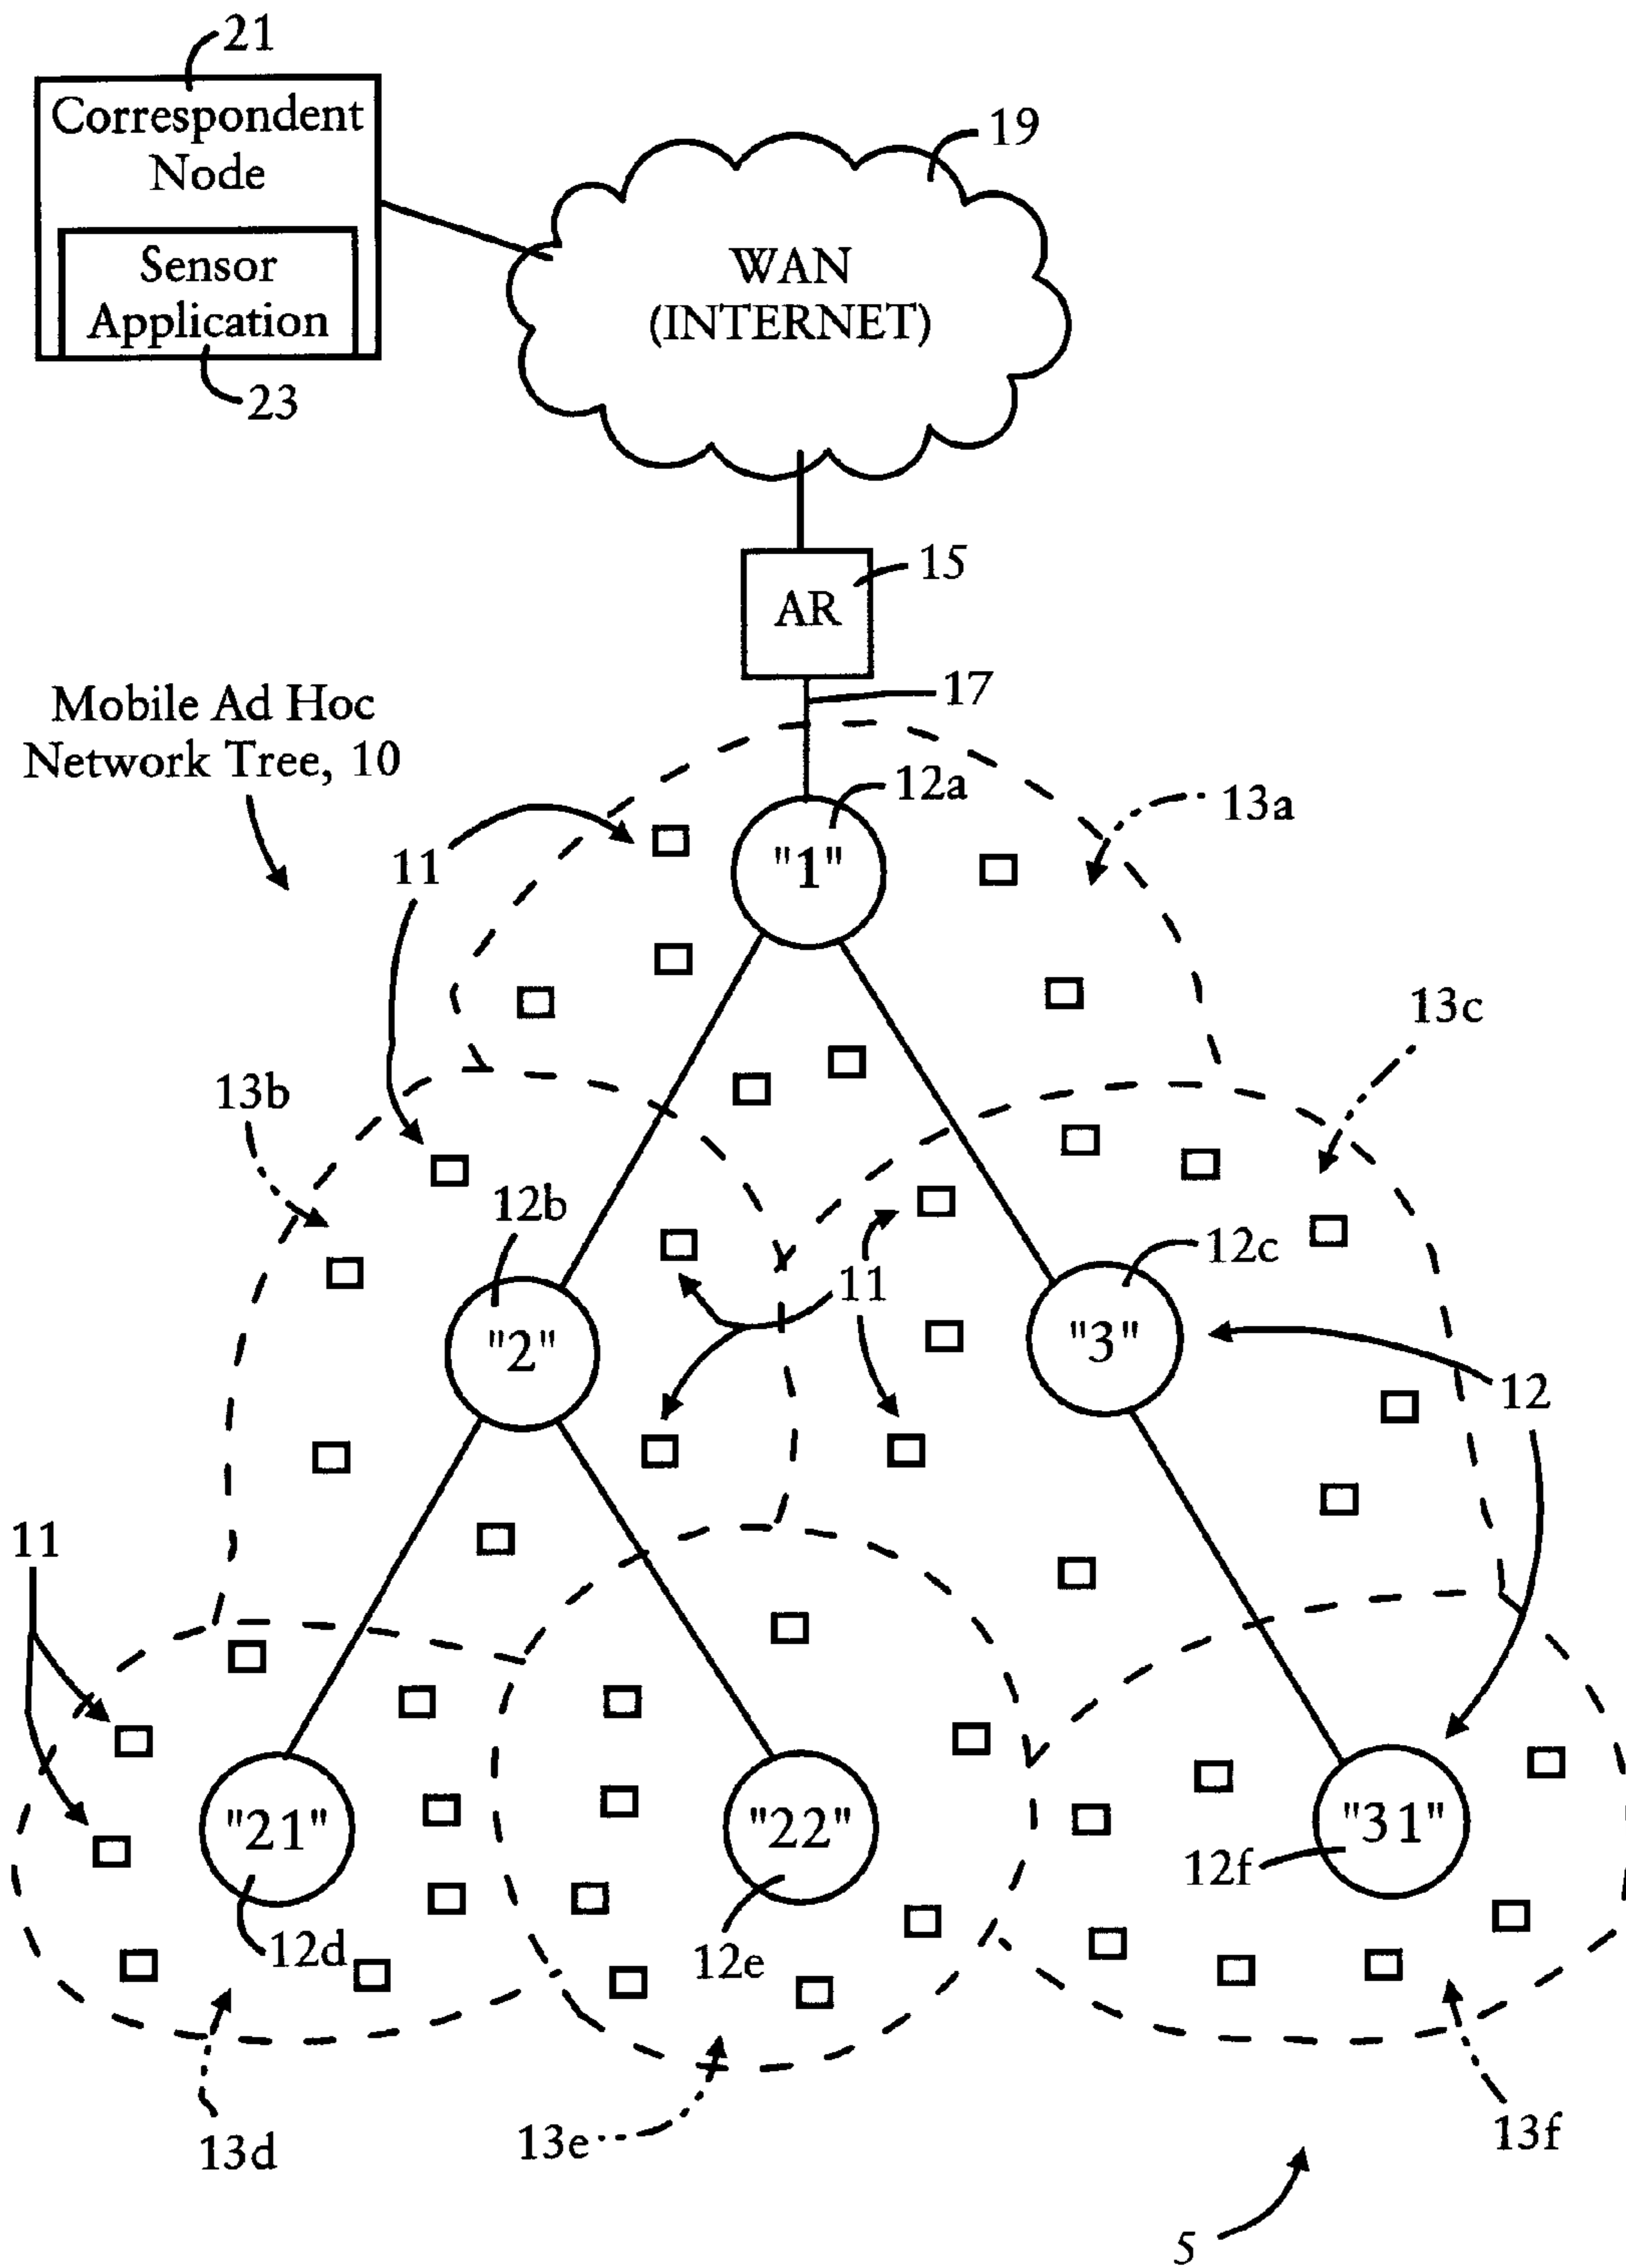 21
Correspondent
Node
Sensor
Application
23
19
WAN
(INTERNET)
15
AR
17
Mobile Ad Hoc
Network Tree, 10
12a
13a
11
"1"
13c
13b
12b
12c
11
"2"
"3"
12
11
"21"
"22"
"31"
12f
12d
12e
13d
13e
13f
5